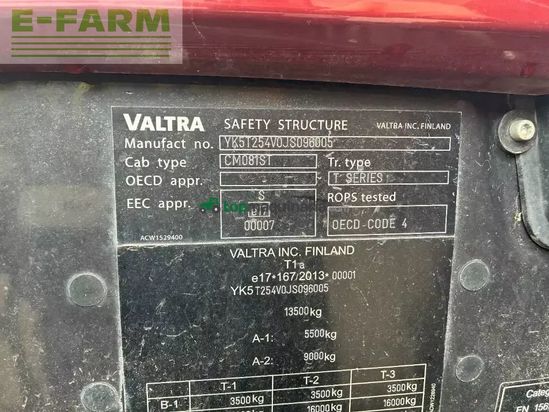 E-FARM
VALTRA SAFETY STRUCTURE VALTRA INC. FINLAND
Manufact no. YK5T254V0JS096005
Cab type CM081S1 Tr. type
OECD appr. T SERIES
EEC appr. S ROPS tested
00007 OECD-CODE 4
ACW1529400
VALTRA INC. FINLAND
T1a
e17*167/2013*00001
YK5T254V0JS096005
13500kg
A-1: 5500kg
A-2: 9000kg
T-1 T-2 T-3
B-1 3500kg 3500kg 3500kg
16000kg 16000kg